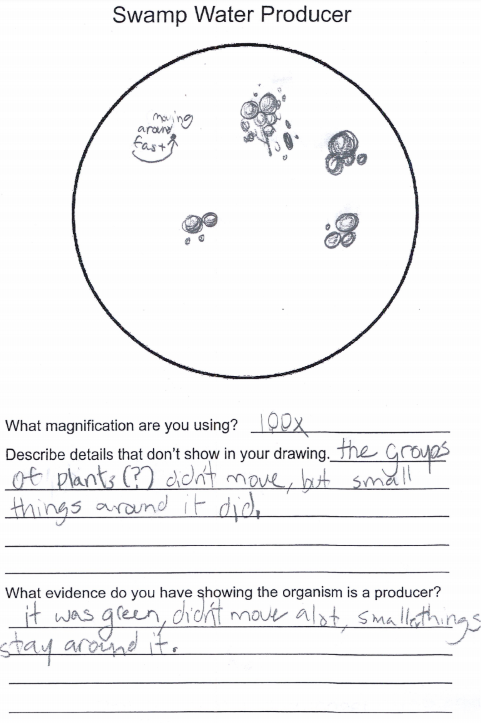 Swamp Water Producer
moving
around
fast
What magnification are you using? 100x
Describe details that don't show in your drawing. the groups
of plants(?) didn't move, but small
things around it did.
What evidence do you have showing the organism is a producer?
it was green, didn't move alot, smaller things
stay around it.